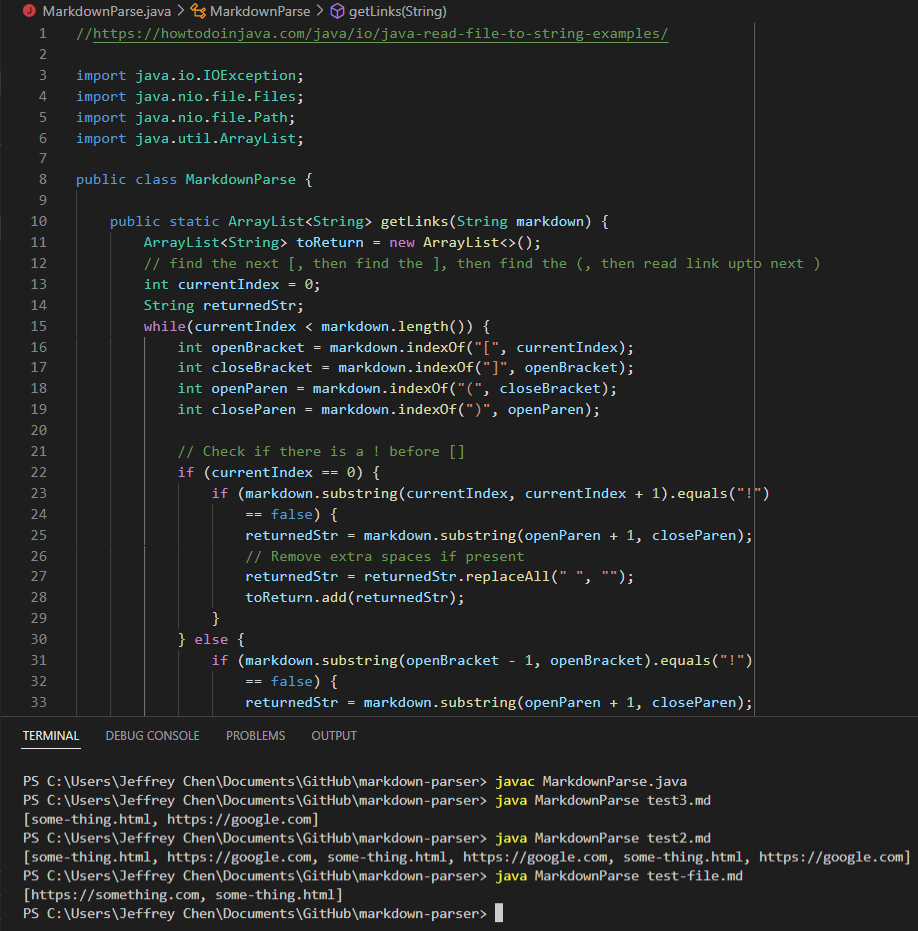 MarkdownParse.java > MarkdownParse > getLinks(String)
1 //https://howtodoinjava.com/java/io/java-read-file-to-string-examples/
2
3 import java.io.IOException;
4 import java.nio.file.Files;
5 import java.nio.file.Path;
6 import java.util.ArrayList;
7
8 public class MarkdownParse {
9
10     public static ArrayList<String> getLinks(String markdown) {
11         ArrayList<String> toReturn = new ArrayList<>();
12         // find the next [, then find the ], then find the (, then read link upto next )
13         int currentIndex = 0;
14         String returnedStr;
15         while(currentIndex < markdown.length()) {
16             int openBracket = markdown.indexOf("[", currentIndex);
17             int closeBracket = markdown.indexOf("]", openBracket);
18             int openParen = markdown.indexOf("(", closeBracket);
19             int closeParen = markdown.indexOf(")", openParen);
20
21             // Check if there is a ! before []
22             if (currentIndex == 0) {
23                 if (markdown.substring(currentIndex, currentIndex + 1).equals("!")
24                     == false) {
25                     returnedStr = markdown.substring(openParen + 1, closeParen);
26                     // Remove extra spaces if present
27                     returnedStr = returnedStr.replaceAll(" ", "");
28                     toReturn.add(returnedStr);
29                 }
30             } else {
31                 if (markdown.substring(openBracket - 1, openBracket).equals("!")
32                     == false) {
33                     returnedStr = markdown.substring(openParen + 1, closeParen);
TERMINAL DEBUG CONSOLE PROBLEMS OUTPUT
PS C:\Users\Jeffrey Chen\Documents\GitHub\markdown-parser> javac MarkdownParse.java
PS C:\Users\Jeffrey Chen\Documents\GitHub\markdown-parser> java MarkdownParse test3.md
[some-thing.html, https://google.com]
PS C:\Users\Jeffrey Chen\Documents\GitHub\markdown-parser> java MarkdownParse test2.md
[some-thing.html, https://google.com, some-thing.html, https://google.com, some-thing.html, https://google.com]
PS C:\Users\Jeffrey Chen\Documents\GitHub\markdown-parser> java MarkdownParse test-file.md
[https://something.com, some-thing.html]
PS C:\Users\Jeffrey Chen\Documents\GitHub\markdown-parser>